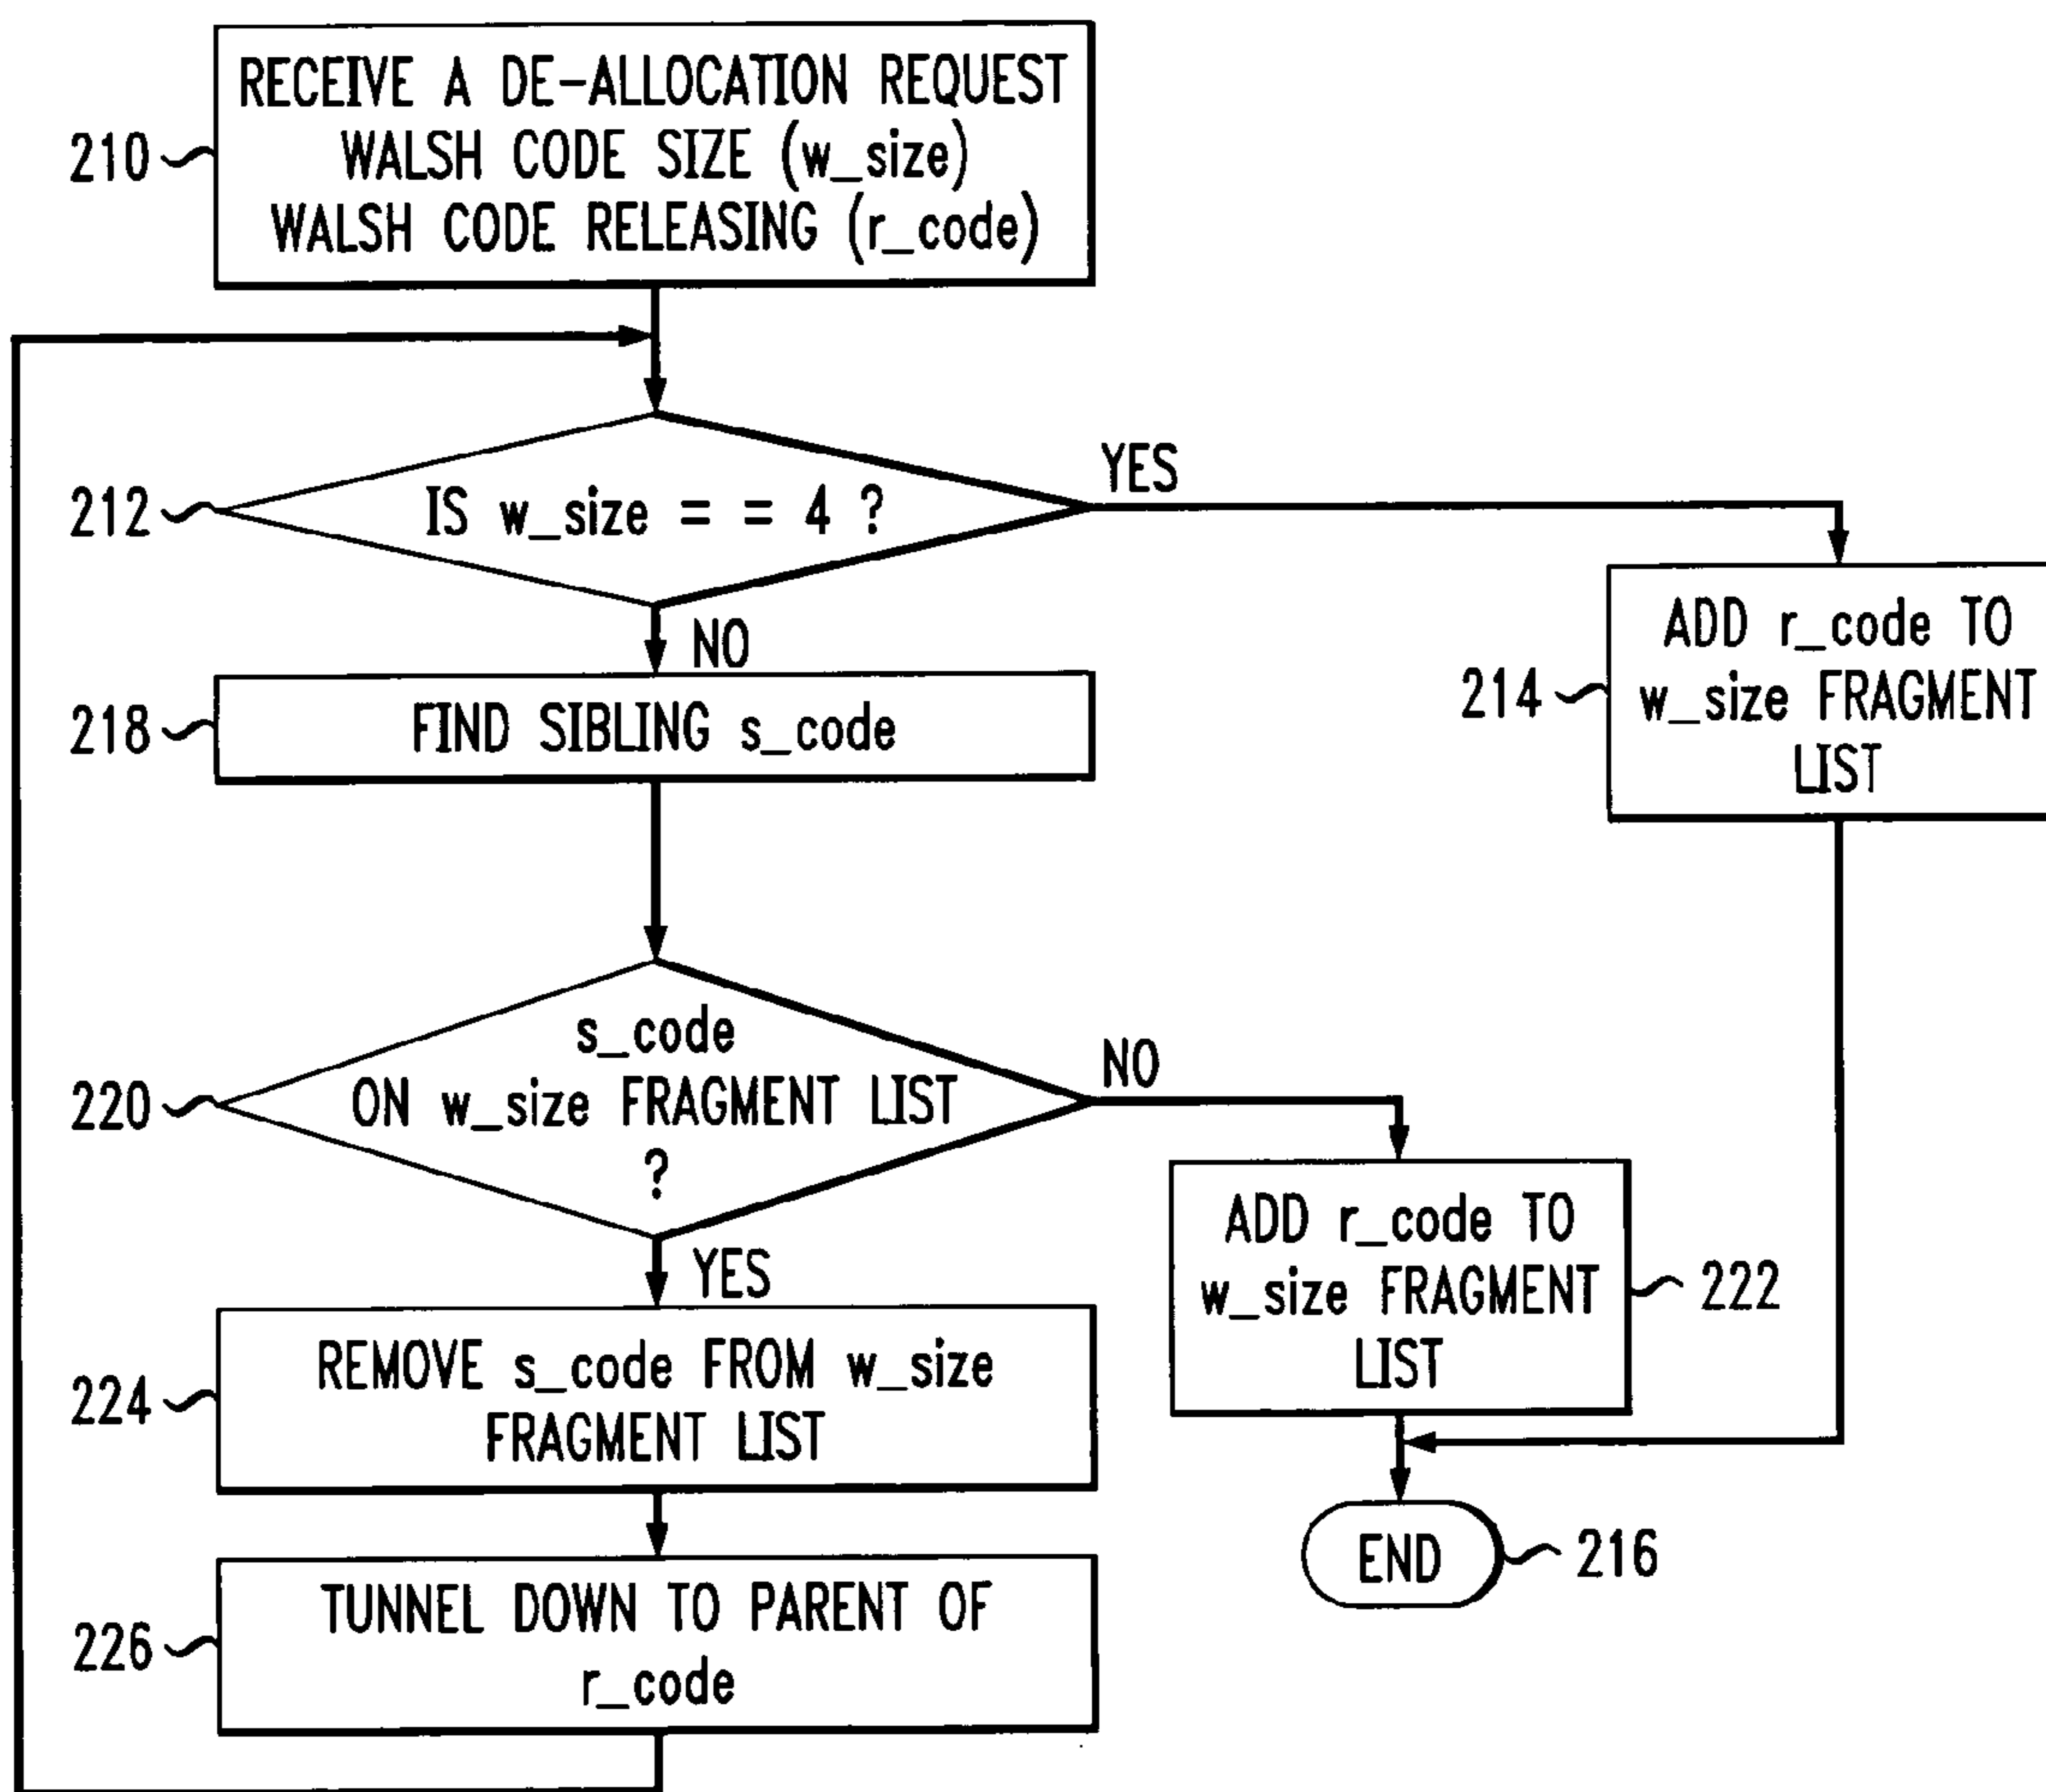 RECEIVE A DE-ALLOCATION REQUEST
WALSH CODE SIZE (w_size)
WALSH CODE RELEASING (r_code)
210
IS w_size = = 4 ?
212
YES
NO
ADD r_code TO
w_size FRAGMENT
LIST
214
FIND SIBLING s_code
218
s_code
ON w_size FRAGMENT LIST
?
220
NO
YES
ADD r_code TO
w_size FRAGMENT
LIST
222
REMOVE s_code FROM w_size
FRAGMENT LIST
224
END
216
TUNNEL DOWN TO PARENT OF
r_code
226